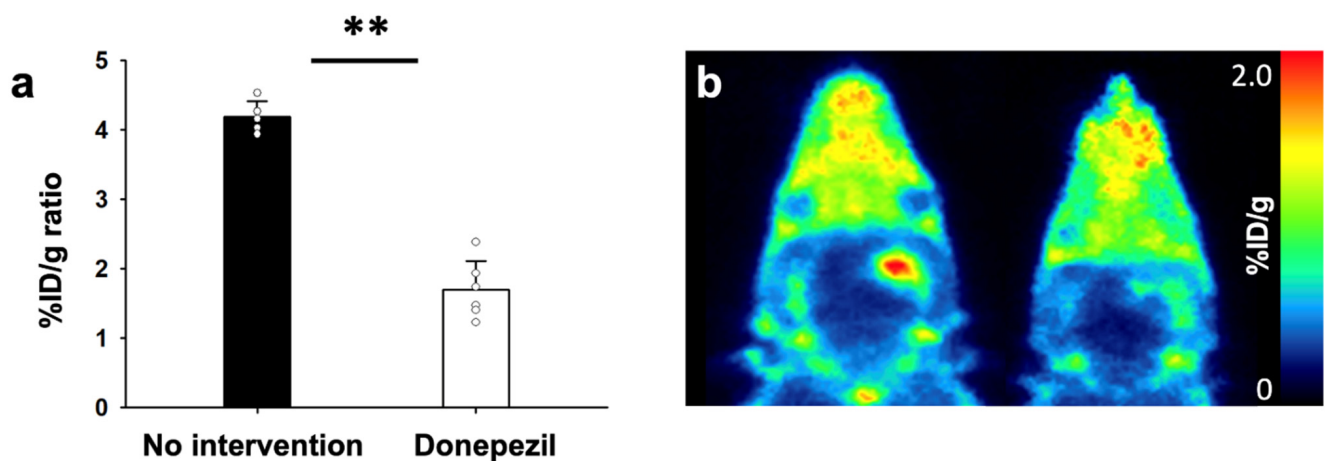 a
**
%ID/g ratio
5
4
3
2
1
0
No intervention
Donepezil
b
2.0
%ID/g
0